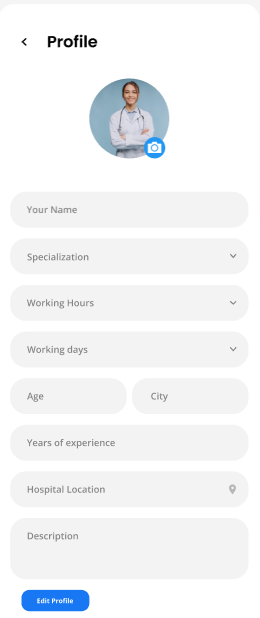 Profile
Your Name
Specialization
Working Hours
Working days
Age
City
Years of experience
Hospital Location
Description
Edit Profile